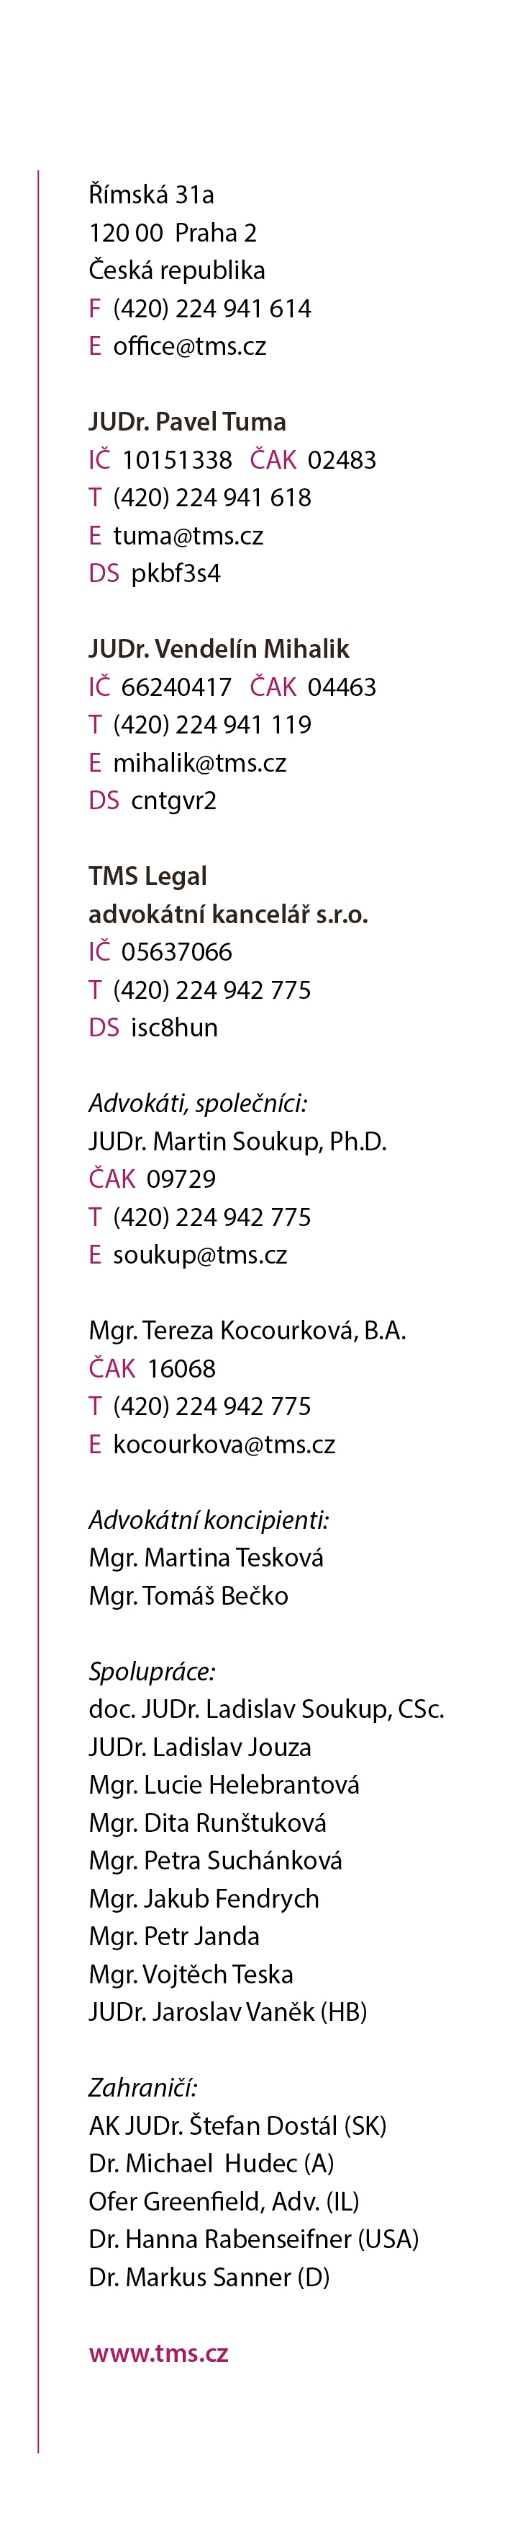 Římská 31a
120 00  Praha 2
Česká republika
F  (420) 224 941 614
E  office@tms.cz
JUDr. Pavel Tuma
IČ  10151338   ČAK  02483
T  (420) 224 941 618
E  tuma@tms.cz
DS  pkbf3s4
JUDr. Vendelín Mihalik
IČ  66240417   ČAK  04463
T  (420) 224 941 119
E  mihalik@tms.cz
DS  cntgvr2
TMS Legal
advokátní kancelář s.r.o.
IČ  05637066
T  (420) 224 942 775
DS  isc8hun
Advokáti, společníci:
JUDr. Martin Soukup, Ph.D.
ČAK  09729
T  (420) 224 942 775
E  soukup@tms.cz
Mgr. Tereza Kocourková, B.A.
ČAK  16068
T  (420) 224 942 775
E  kocourkova@tms.cz
Advokátní koncipienti:
Mgr. Martina Tesková
Mgr. Tomáš Bečko
Spolupráce:
doc. JUDr. Ladislav Soukup, CSc.
JUDr. Ladislav Jouza
Mgr. Lucie Helebrantová
Mgr. Dita Runštuková
Mgr. Petra Suchánková
Mgr. Jakub Fendrych
Mgr. Petr Janda
Mgr. Vojtěch Teska
JUDr. Jaroslav Vaněk (HB)
Zahraničí:
AK JUDr. Štefan Dostál (SK)
Dr. Michael  Hudec (A)
Ofer Greenfield, Adv. (IL)
Dr. Hanna Rabenseifner (USA)
Dr. Markus Sanner (D)
www.tms.cz